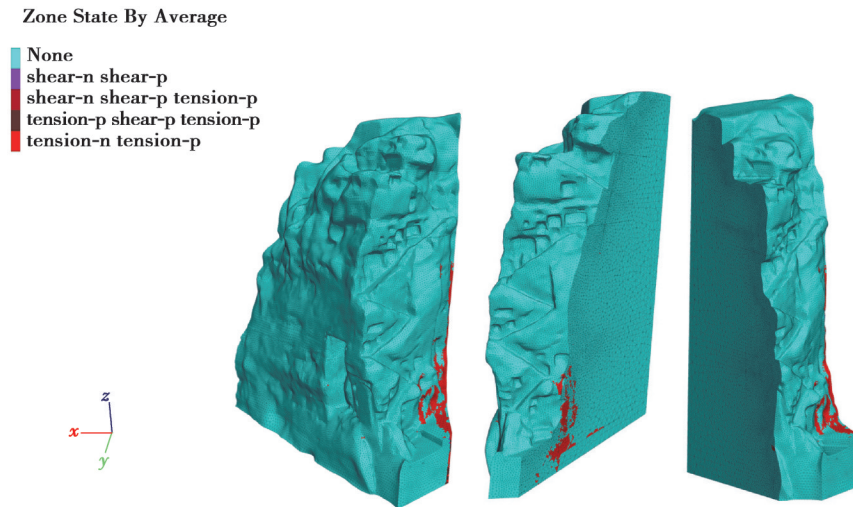 Zone State By Average
None
shear-n shear-p
shear-n shear-p tension-p
tension-p shear-p tension-p
tension-n tension-p
z
x
y